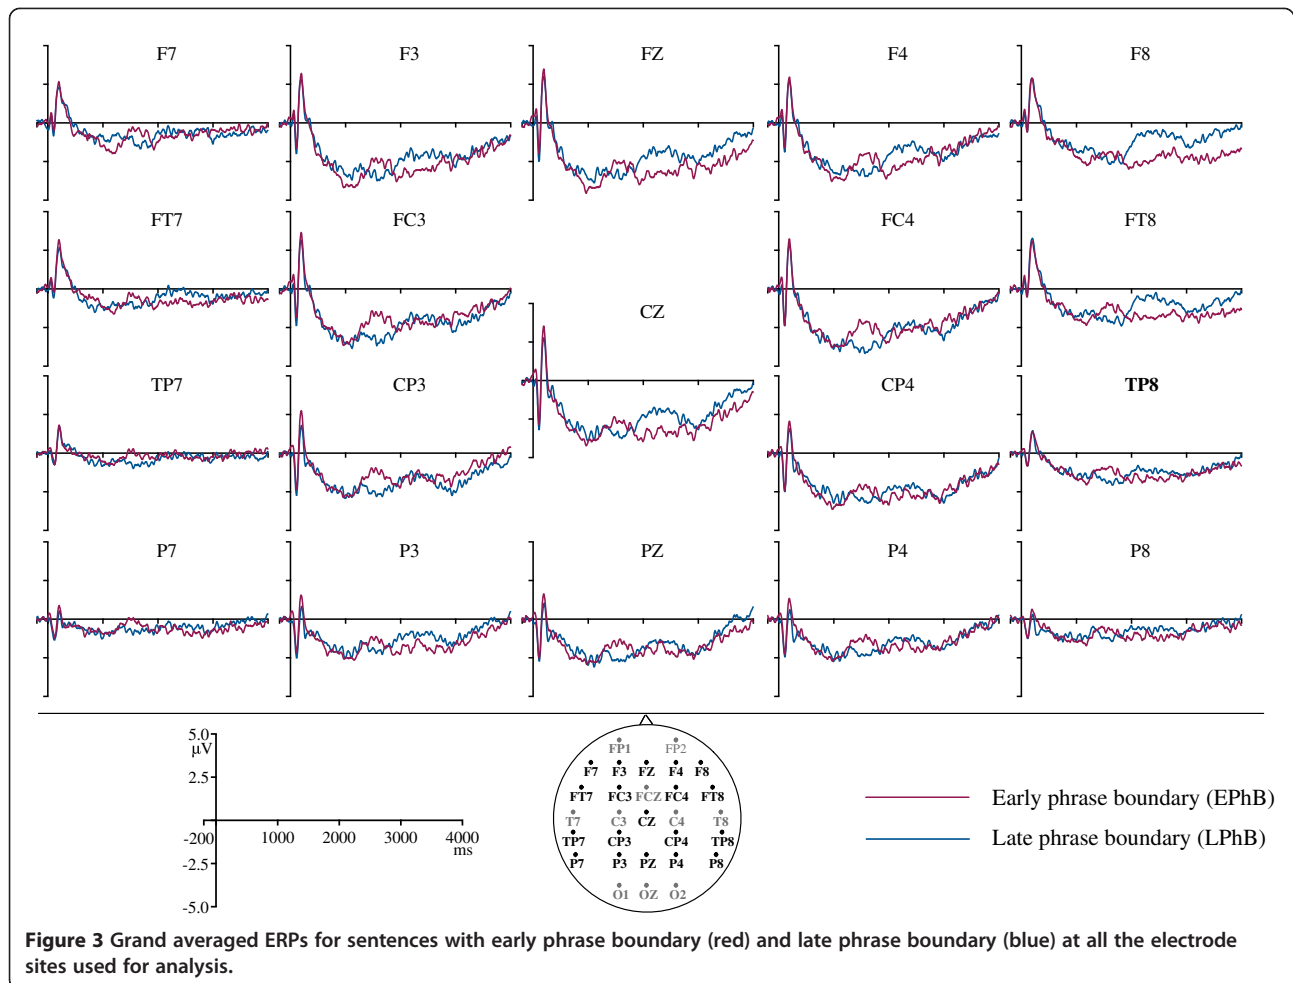 F7 F3 FZ F4 F8
FT7 FC3 FC4 FT8
CZ
TP7 CP3 CP4 TP8
P7 P3 PZ P4 P8
5.0
μV
2.5
-200 1000 2000 3000 4000
ms
-2.5
-5.0
FP1 FP2
F7 F3 FZ F4 F8
FT7 FC3 FCZ FC4 FT8
T7 C3 CZ C4 T8
TP7 CP3 CP4 TP8
P7 P3 PZ P4 P8
O1 OZ O2
Early phrase boundary (EPhB)
Late phrase boundary (LPhB)
Figure 3 Grand averaged ERPs for sentences with early phrase boundary (red) and late phrase boundary (blue) at all the electrode
sites used for analysis.